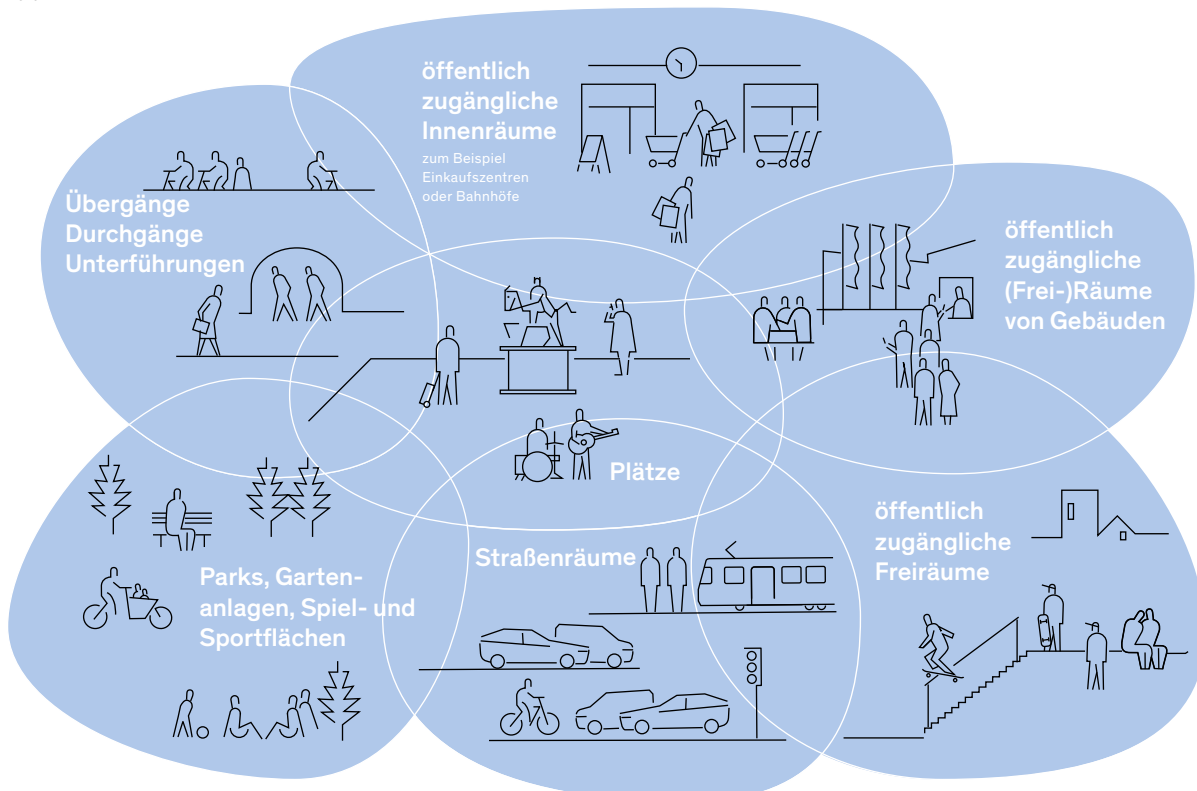 öffentlich
zugängliche
Innenräume
zum Beispiel
Einkaufszentren
oder Bahnhöfe
Übergänge
Durchgänge
Unterführungen
öffentlich
zugängliche
(Frei-)Räume
von Gebäuden
Plätze
Straßenräume
öffentlich
zugängliche
Freiräume
Parks, Garten-
anlagen, Spiel- und
Sportflächen